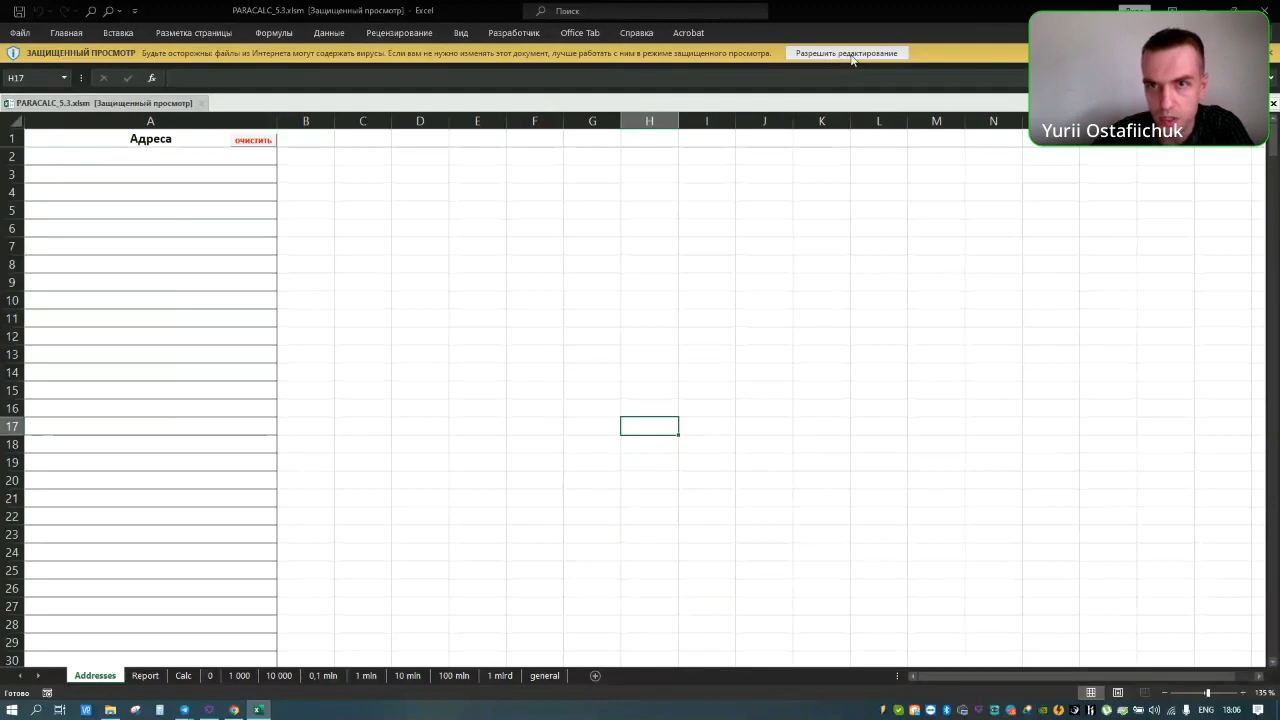 PARACALC_5.3.xlsm [Защищенный просмотр] - Excel
Поиск
Файл Главная Вставка Разметка страницы Формулы Данные Рецензирование Вид Разработчик Office Tab Справка Acrobat
ЗАЩИЩЕННЫЙ ПРОСМОТР Будьте осторожны: файлы из Интернета могут содержать вирусы. Если вам не нужно изменять этот документ, лучше работать с ним в режиме защищенного просмотра. Разрешить редактирование
H17 fx
PARACALC_5.3.xlsm [Защищенный просмотр]
Yurii Ostafiichuk
A B C D E F G H I J K L M N
1 Адреса очистить
2
3
4
5
6
7
8
9
10
11
12
13
14
15
16
17
18
19
20
21
22
23
24
25
26
27
28
29
30
Addresses Report Calc 0 1 000 10 000 0,1 mln 1 mln 10 mln 100 mln 1 mlrd general
Готово 135 %
ENG 18:06